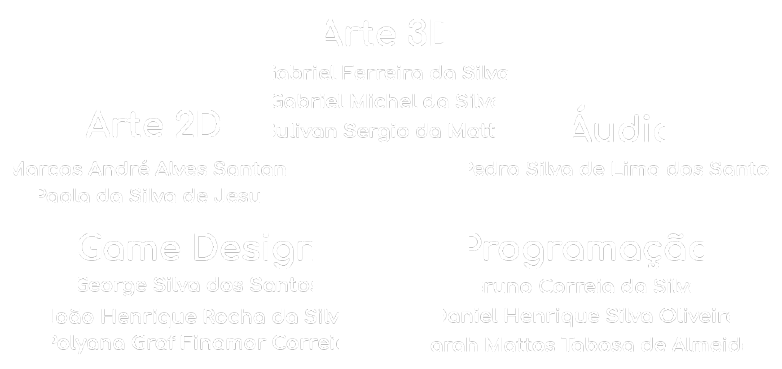 Arte 3D
Gabriel Ferreira da Silva
Gabriel Michel da Silva
Sulivan Sergio da Matta
Arte 2D
Marcos André Alves Santana
Paola da Silva de Jesus
Áudio
Pedro Silva de Lima dos Santos
Game Design
George Silva dos Santos
João Henrique Rocha da Silva
Polyana Graf Finamor Correia
Programação
Bruno Correia da Silva
Daniel Henrique Silva Oliveira
Sarah Mattos Tabosa de Almeida